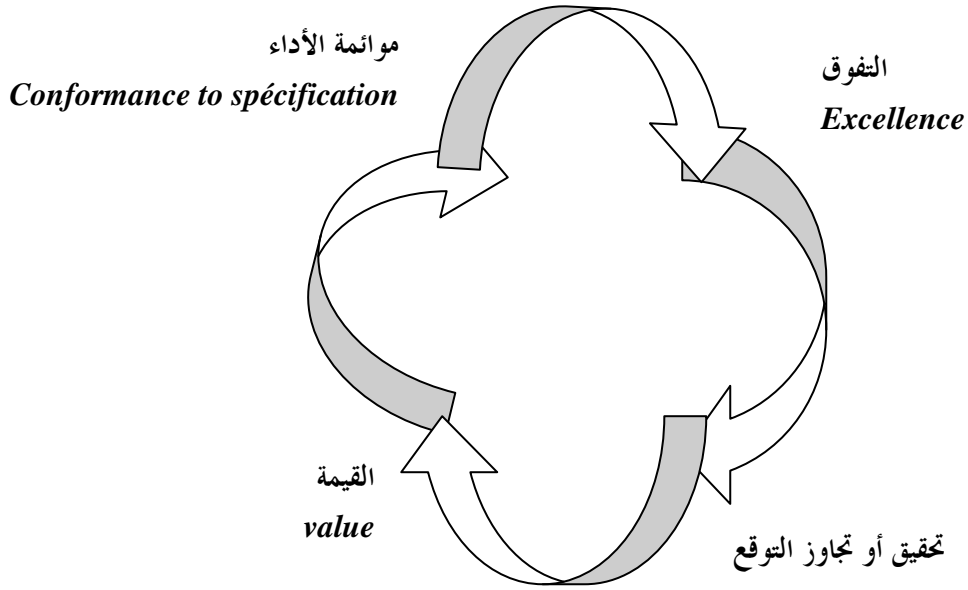 موائمة الأداء
Conformance to spécification
التفوق
Excellence
القيمة
value
تحقيق أو تجاوز التوقع